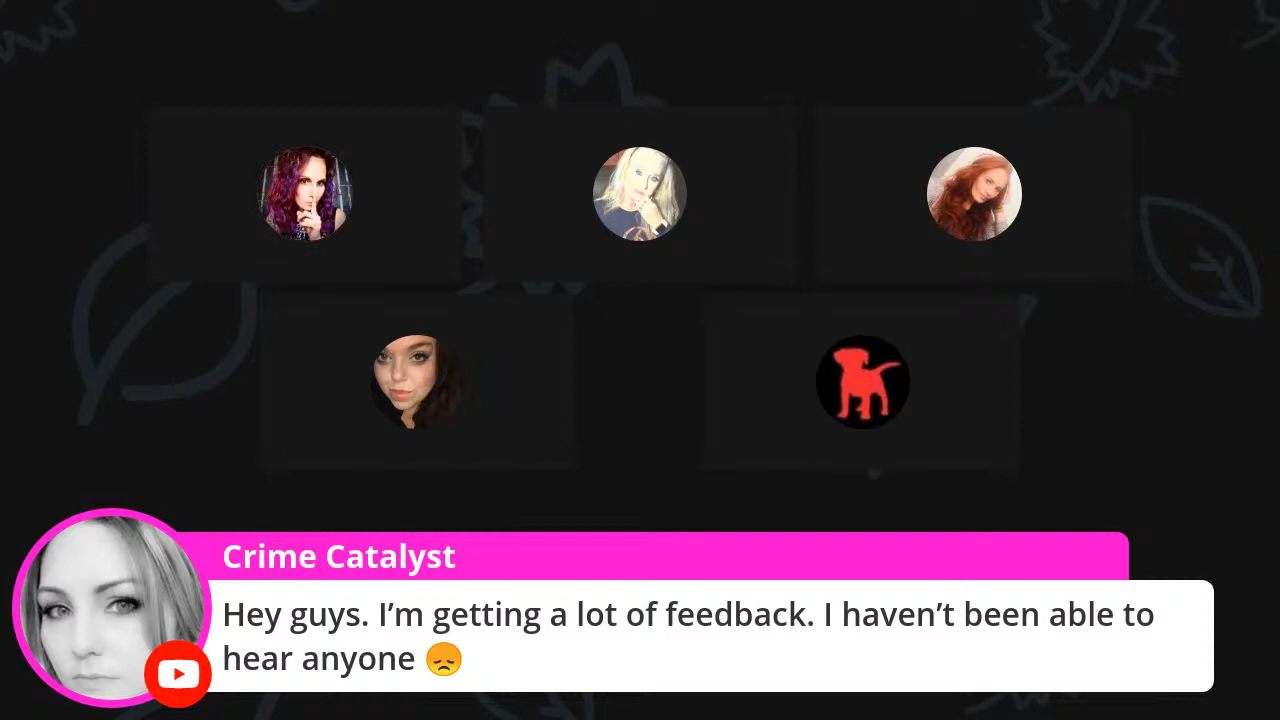 Crime Catalyst
Hey guys. I’m getting a lot of feedback. I haven’t been able to
hear anyone 😞